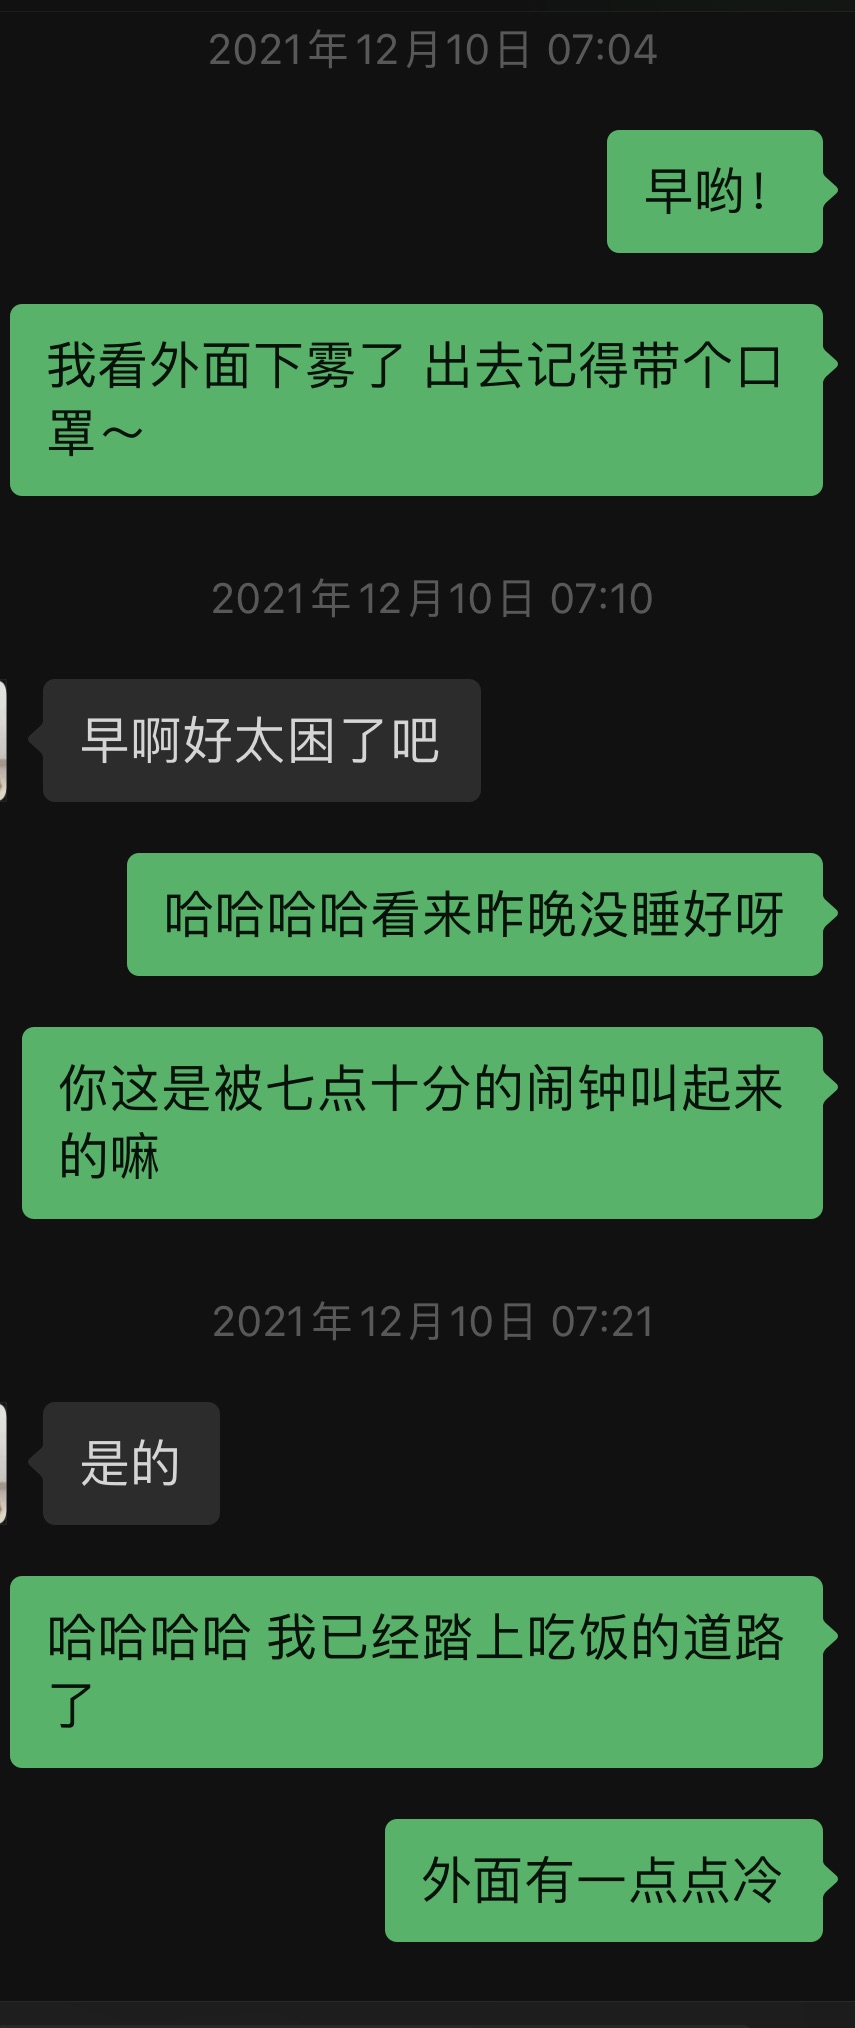 2021年12月10日 07:04
早哟！
我看外面下雾了 出去记得带个口
罩～
2021年12月10日 07:10
早啊好太困了吧
哈哈哈哈看来昨晚没睡好呀
你这是被七点十分的闹钟叫起来
的嘛
2021年12月10日 07:21
是的
哈哈哈哈 我已经踏上吃饭的道路
了
外面有一点点冷